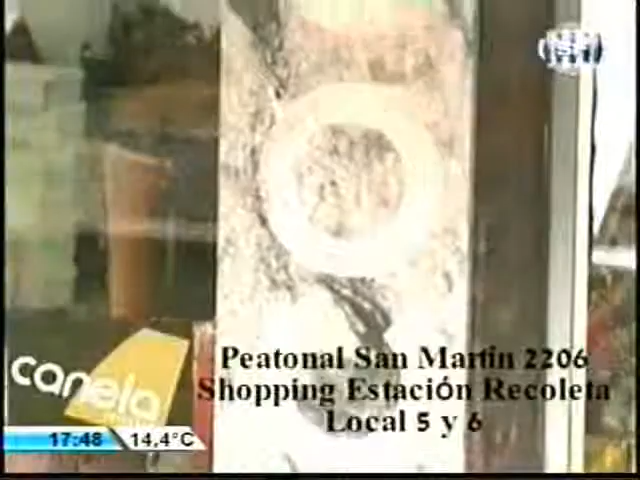 Peatonal San Martin 2206
Shopping Estación Recoleta
Local 5 y 6
canela
17:48 14,4°C